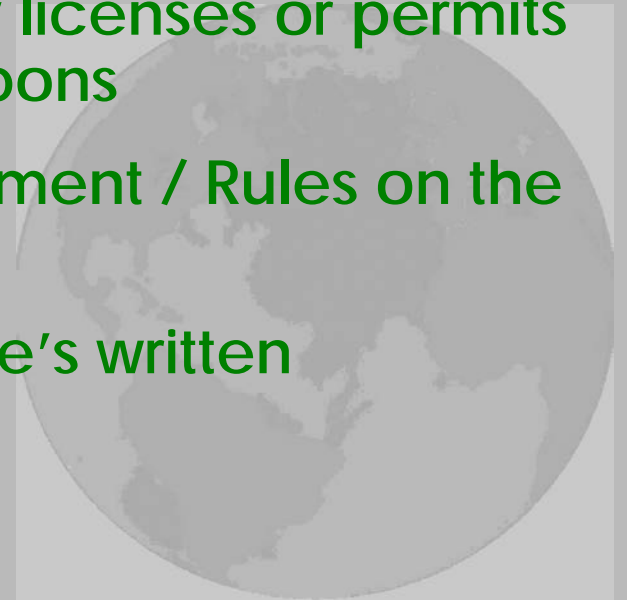 licenses or permits
pons
ment / Rules on the
e's written